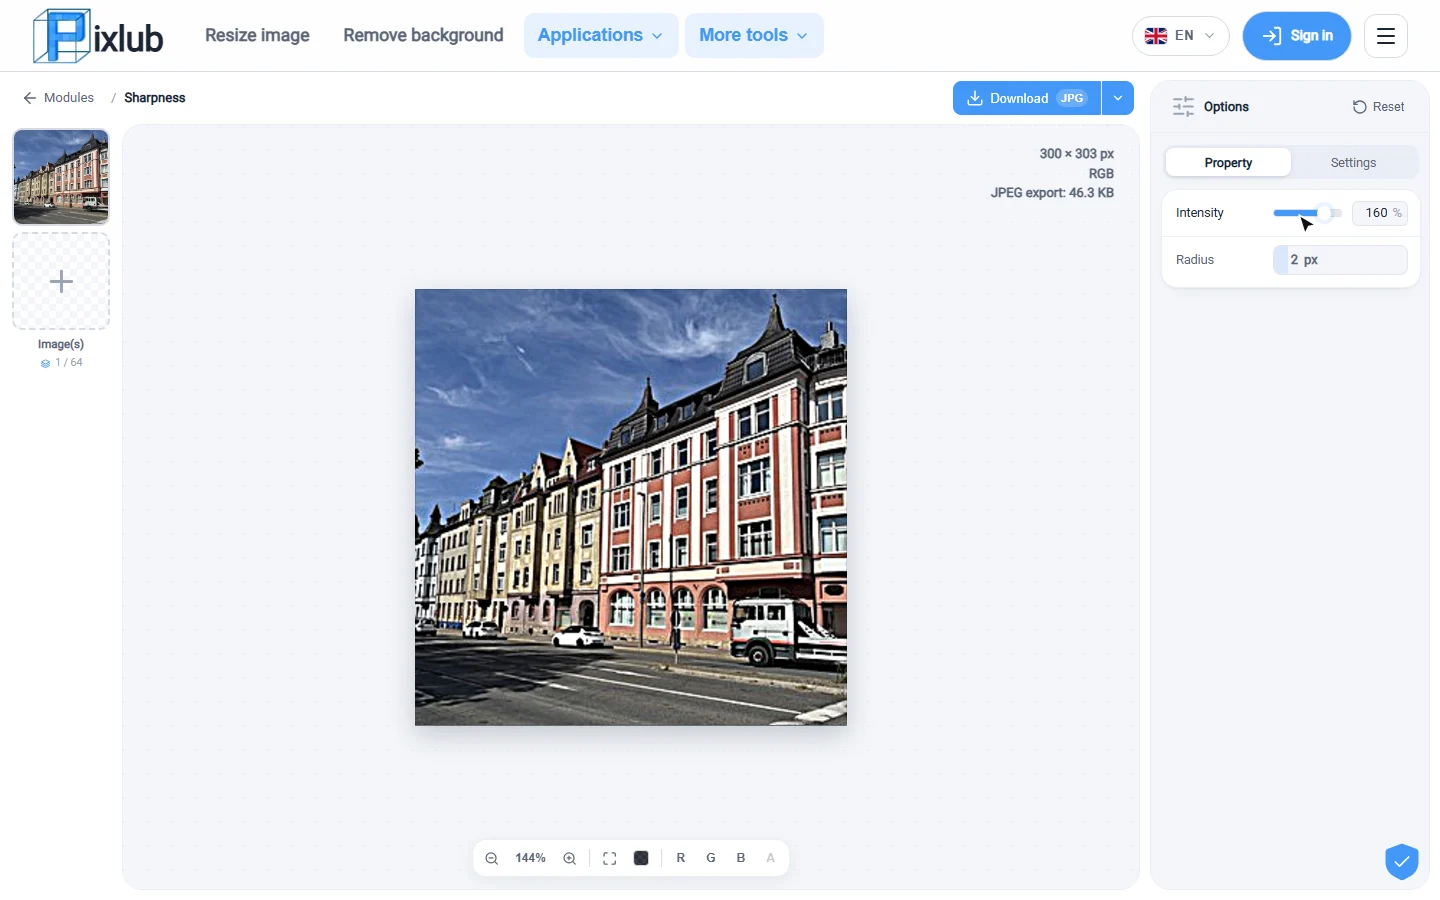 Pixlub
Resize image
Remove background
Applications
More tools
EN
Sign in
Modules / Sharpness
Download JPG
Options
Reset
300 × 303 px
RGB
JPEG export: 46.3 KB
Property
Settings
Intensity
160 %
Radius
2 px
Image(s)
1 / 64
144%
R
G
B
A